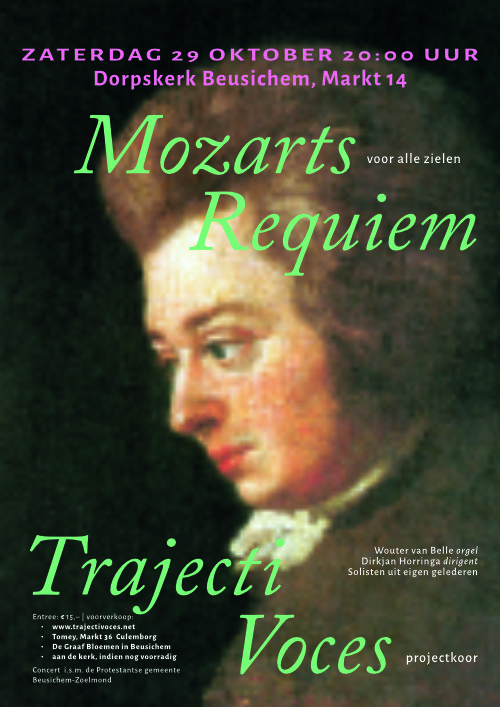 ZATERDAG 29 OKTOBER 20:00 UUR
Dorpskerk Beusichem, Markt 14
Mozarts voor alle zielen
Requiem
Trajecti
Voces projectkoor
Wouter van Belle orgel
Dirkjan Horringa dirigent
Solisten uit eigen gelederen
Entree: € 15,– | voorverkoop:
• www.trajectivoces.net
• Tomey, Markt 36 Culemborg
• De Graaf Bloemen in Beusichem
• aan de kerk, indien nog voorradig
Concert i.s.m. de Protestantse gemeente
Beusichem-Zoelmond